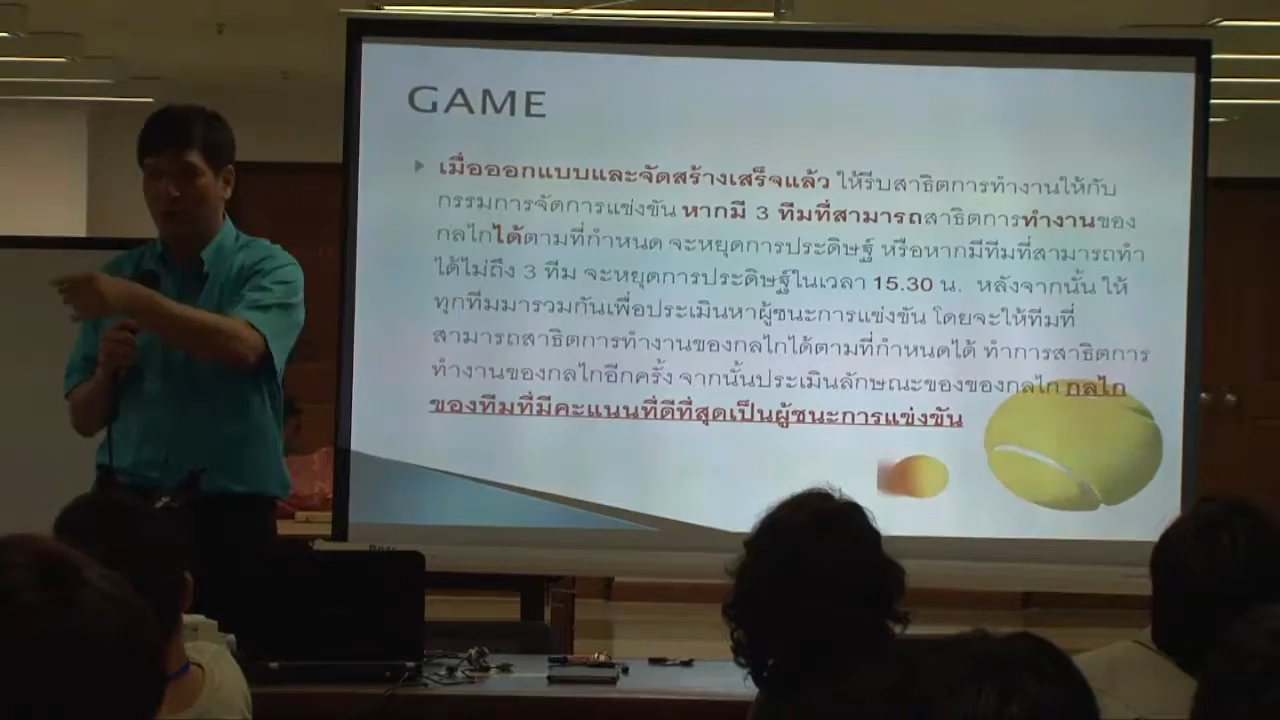 GAME
เมื่อออกแบบและจัดสร้างเสร็จแล้ว ให้รีบสาธิตการทำงานให้กับ
กรรมการจัดการแข่งขัน หากมี 3 ทีมที่สามารถสาธิตการทำงานของ
กลไกได้ตามที่กำหนด จะหยุดการประดิษฐ์ หรือหากมีทีมที่สามารถทำ
ได้ไม่ถึง 3 ทีม จะหยุดการประดิษฐ์ในเวลา 15.30 น. หลังจากนั้น ให้
ทุกทีมมารวมกันเพื่อประเมินหาผู้ชนะการแข่งขัน โดยจะให้ทีมที่
สามารถสาธิตการทำงานของกลไกได้ตามที่กำหนดได้ ทำการสาธิตการ
ทำงานของกลไกอีกครั้ง จากนั้นประเมินลักษณะของของกลไก กลไก
ของทีมที่มีคะแนนที่ดีที่สุดเป็นผู้ชนะการแข่งขัน